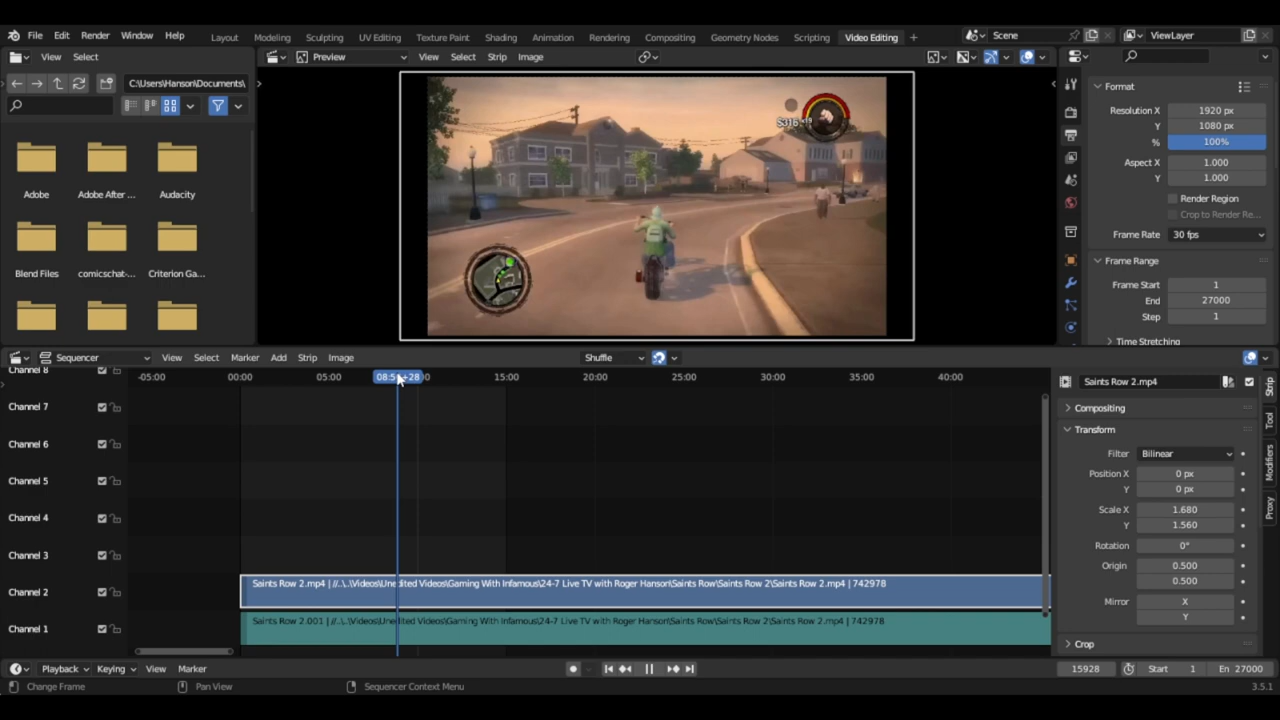 File Edit Render Window Help Layout Modeling Sculpting UV Editing Texture Paint Shading Animation Rendering Compositing Geometry Nodes Scripting Video Editing + Scene ViewLayer
View Select Preview View Select Strip Image
C:\Users\Hanson\Documents\
Adobe Adobe After ... Audacity
Blend Files comicschat-... Criterion Ga...
$316 x19
Format
Resolution X 1920 px
Y 1080 px
% 100%
Aspect X 1.000
Y 1.000
Render Region
Crop to Render Re...
Frame Rate 30 fps
Frame Range
Frame Start 1
End 27000
Step 1
Time Stretching
Sequencer View Select Marker Add Strip Image Shuffle
-05:00 00:00 05:00 15:00 20:00 25:00 30:00 35:00 40:00
Channel 8
Channel 7
Channel 6
Channel 5
Channel 4
Channel 3
Channel 2
Channel 1
Saints Row 2.mp4 | //..\..\Videos\Unedited Videos\Gaming With Infamous\24-7 Live TV with Roger Hanson\Saints Row\Saints Row 2\Saints Row 2.mp4 | 742978
Saints Row 2.001 | //..\..\Videos\Unedited Videos\Gaming With Infamous\24-7 Live TV with Roger Hanson\Saints Row\Saints Row 2\Saints Row 2.mp4 | 742978
Saints Row 2.mp4
Compositing
Transform
Filter Bilinear
Position X 0 px
Y 0 px
Scale X 1.680
Y 1.560
Rotation 0°
Origin 0.500
0.500
Mirror X
Y
Crop
Strip
Tool
Modifiers
Proxy
Playback Keying View Marker 15928 Start 1 En 27000
Change Frame Pan View Sequencer Context Menu 3.5.1